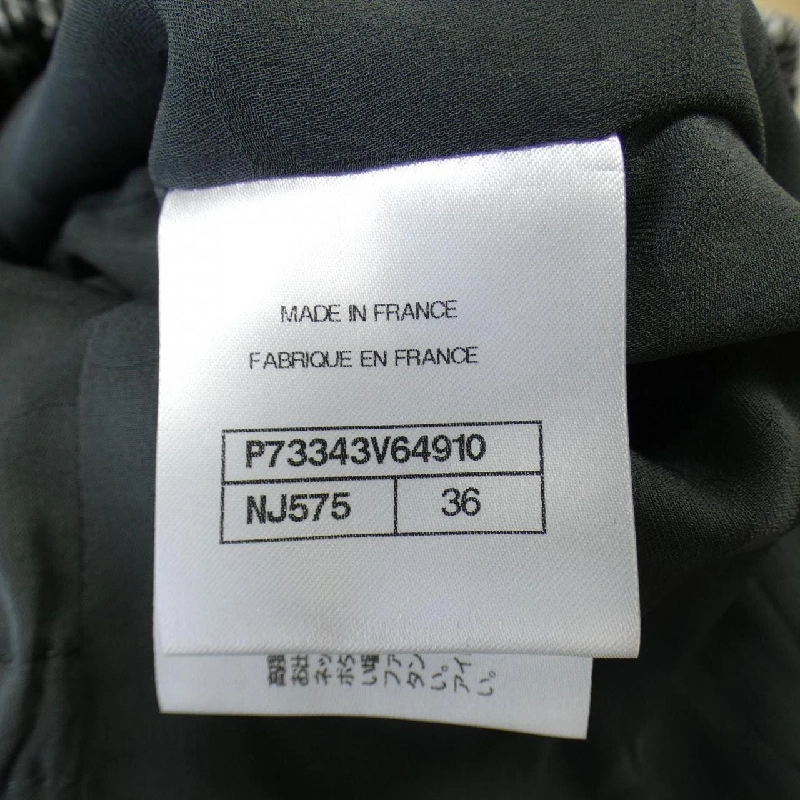 MADE IN FRANCE
FABRIQUE EN FRANCE
P73343V64910
NJ575 36